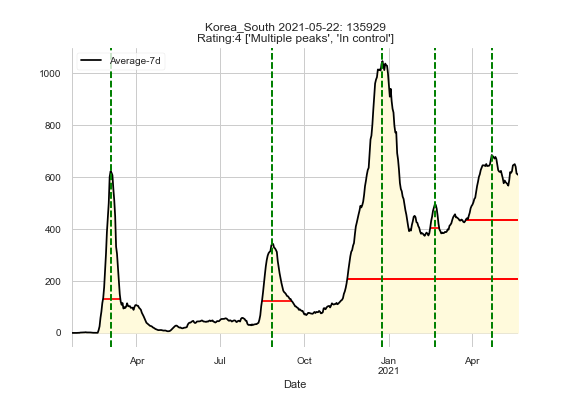 Korea_South 2021-05-22: 135929
Rating:4 ['Multiple peaks', 'In control']
Average-7d
1000
800
600
400
200
0
Apr
Jul
Oct
Jan
2021
Apr
Date